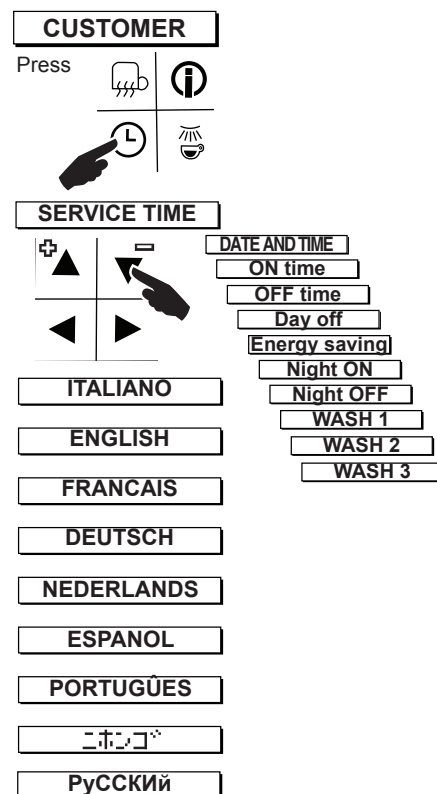 CUSTOMER
Press
SERVICE TIME
DATE AND TIME
ON time
OFF time
Day off
Energy saving
Night ON
Night OFF
WASH 1
WASH 2
WASH 3
ITALIANO
ENGLISH
FRANCAIS
DEUTSCH
NEDERLANDS
ESPANOL
PORTUGÛES
ニホンゴ
РуССКИй